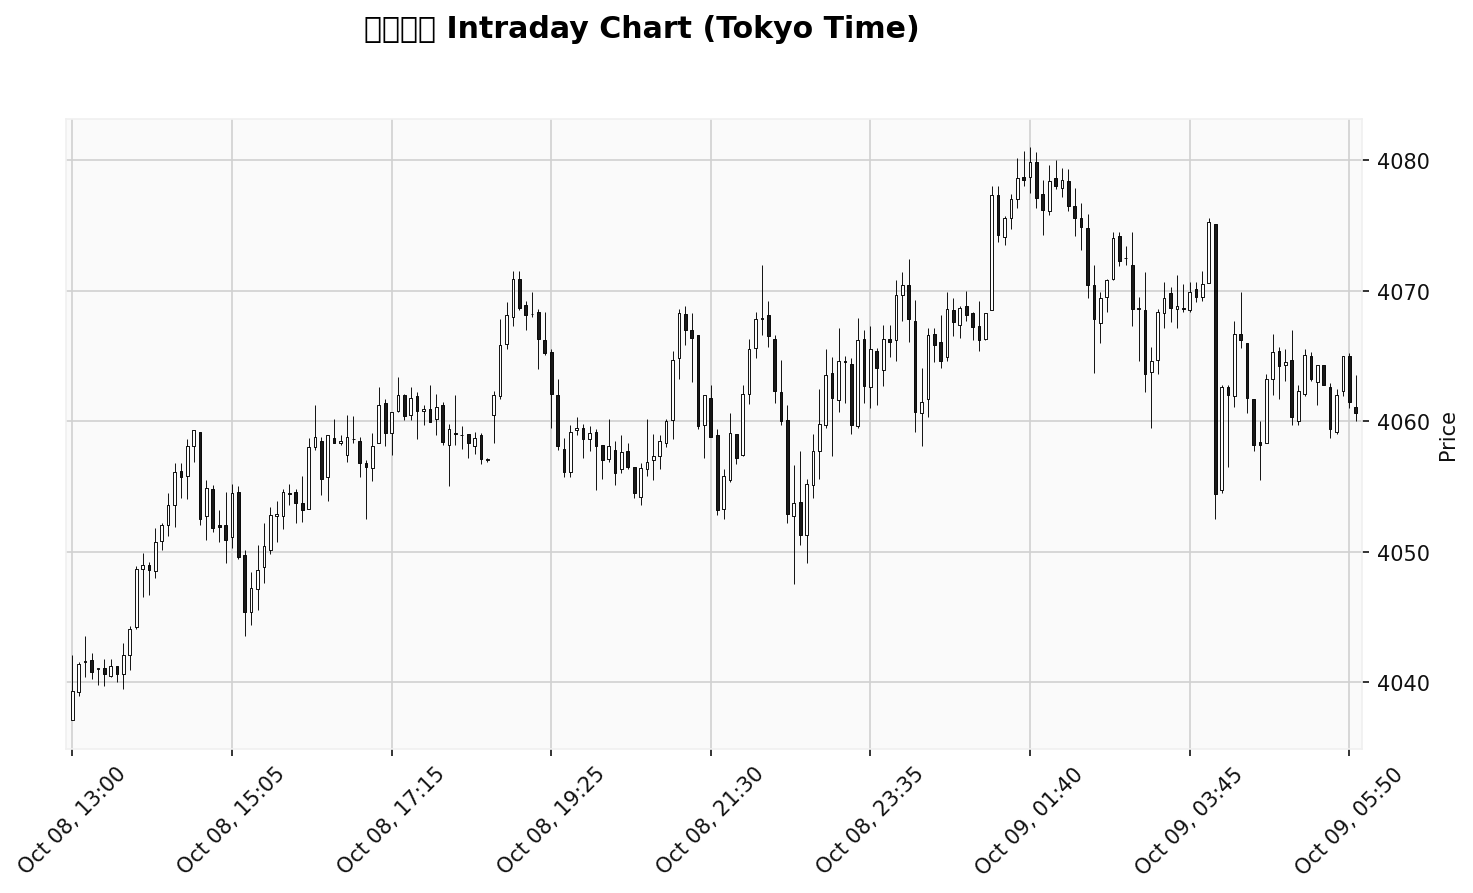 Intraday Chart (Tokyo Time)
4080
4070
4060
4050
4040
Price
Oct 08, 13:00
Oct 08, 15:05
Oct 08, 17:15
Oct 08, 19:25
Oct 08, 21:30
Oct 08, 23:35
Oct 09, 01:40
Oct 09, 03:45
Oct 09, 05:50